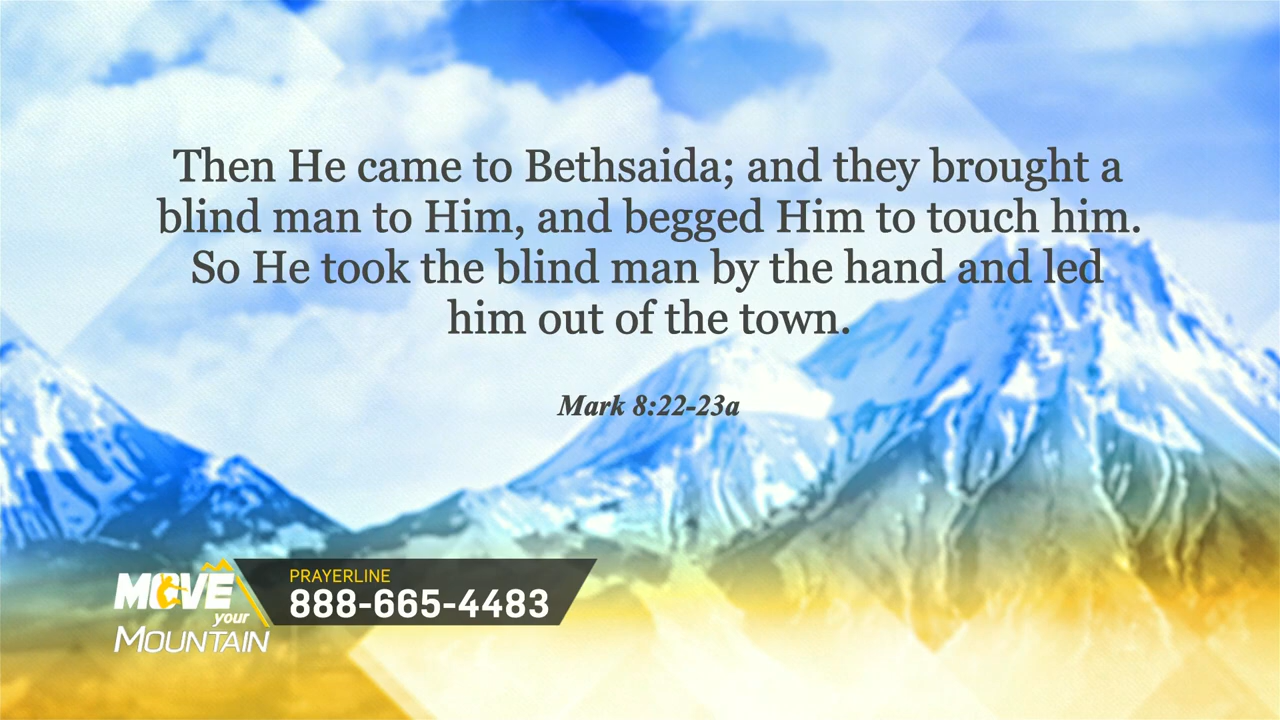 Then He came to Bethsaida; and they brought a
blind man to Him, and begged Him to touch him.
So He took the blind man by the hand and led
him out of the town.
Mark 8:22-23a
MOVE
your
MOUNTAIN
PRAYERLINE
888-665-4483